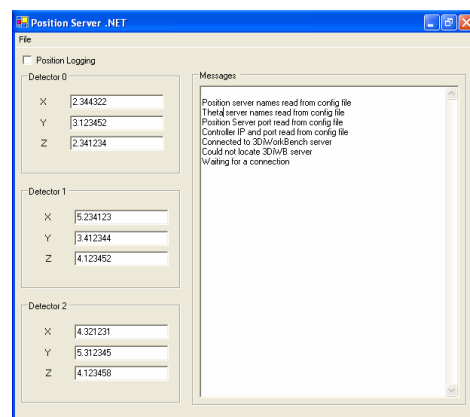 Position Server .NET
File
Position Logging
Detector 0
X 2.344322
Y 3.123452
Z 2.341234
Detector 1
X 5.234123
Y 3.412344
Z 4.123452
Detector 2
X 4.321231
Y 5.312345
Z 4.123458
Messages
Position server names read from config file
Theta server names read from config file
Position Server port read from config file
Controller IP and port read from config file
Connected to 3DiWorkBench server
Could not locate 3DiWB server
Waiting for a connection